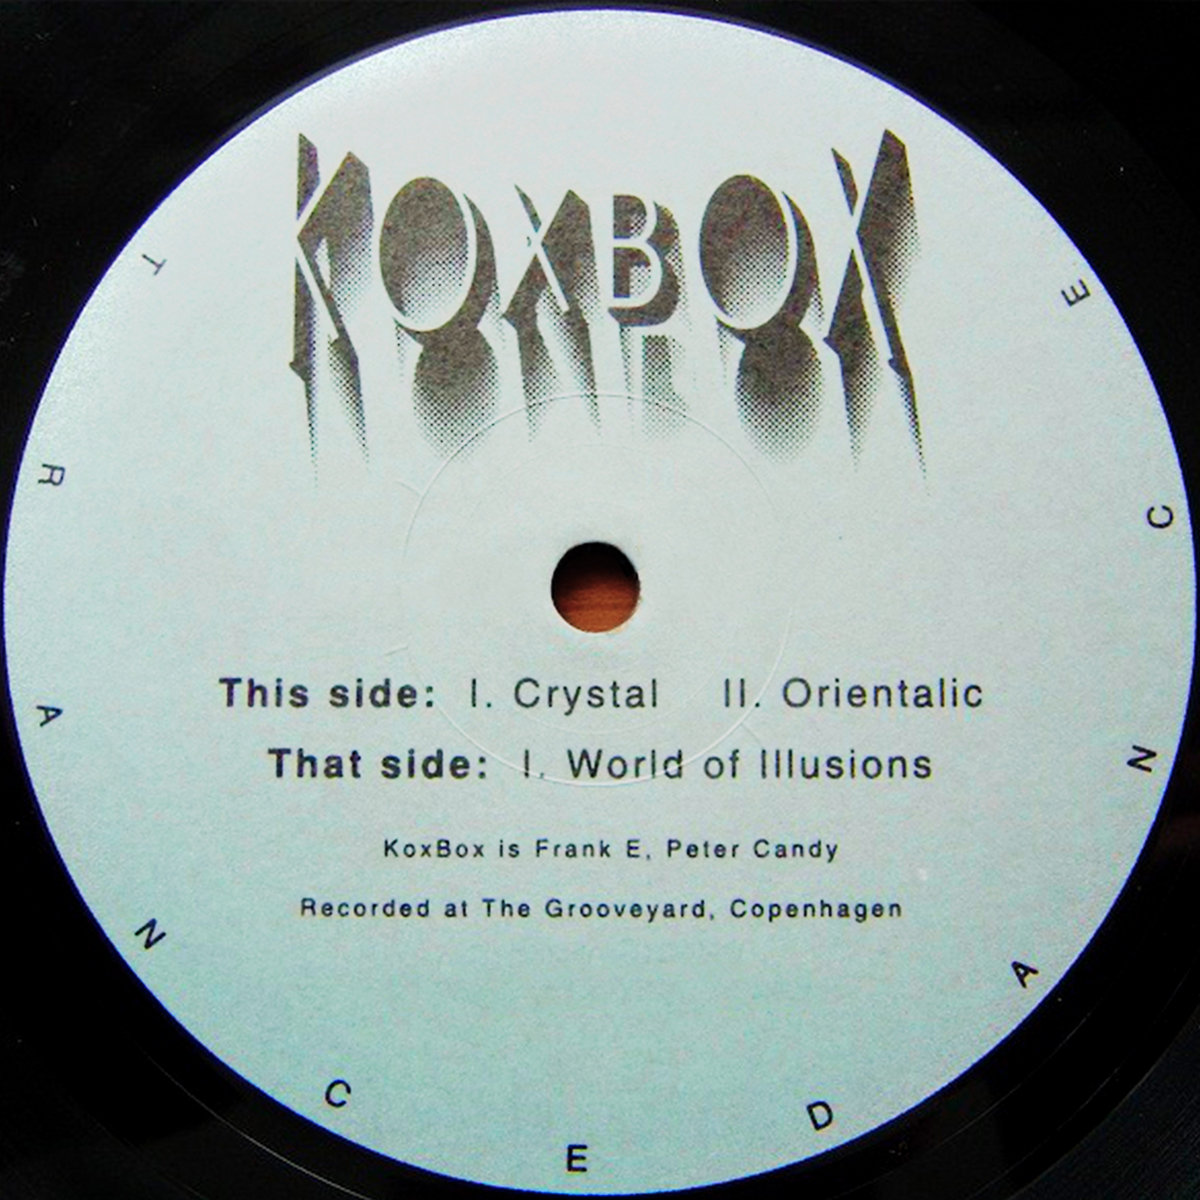 KOXBOX
This side: I. Crystal II. Orientalic
That side: I. World of Illusions
KoxBox is Frank E, Peter Candy
Recorded at The Grooveyard, Copenhagen
TRANCEDANCE